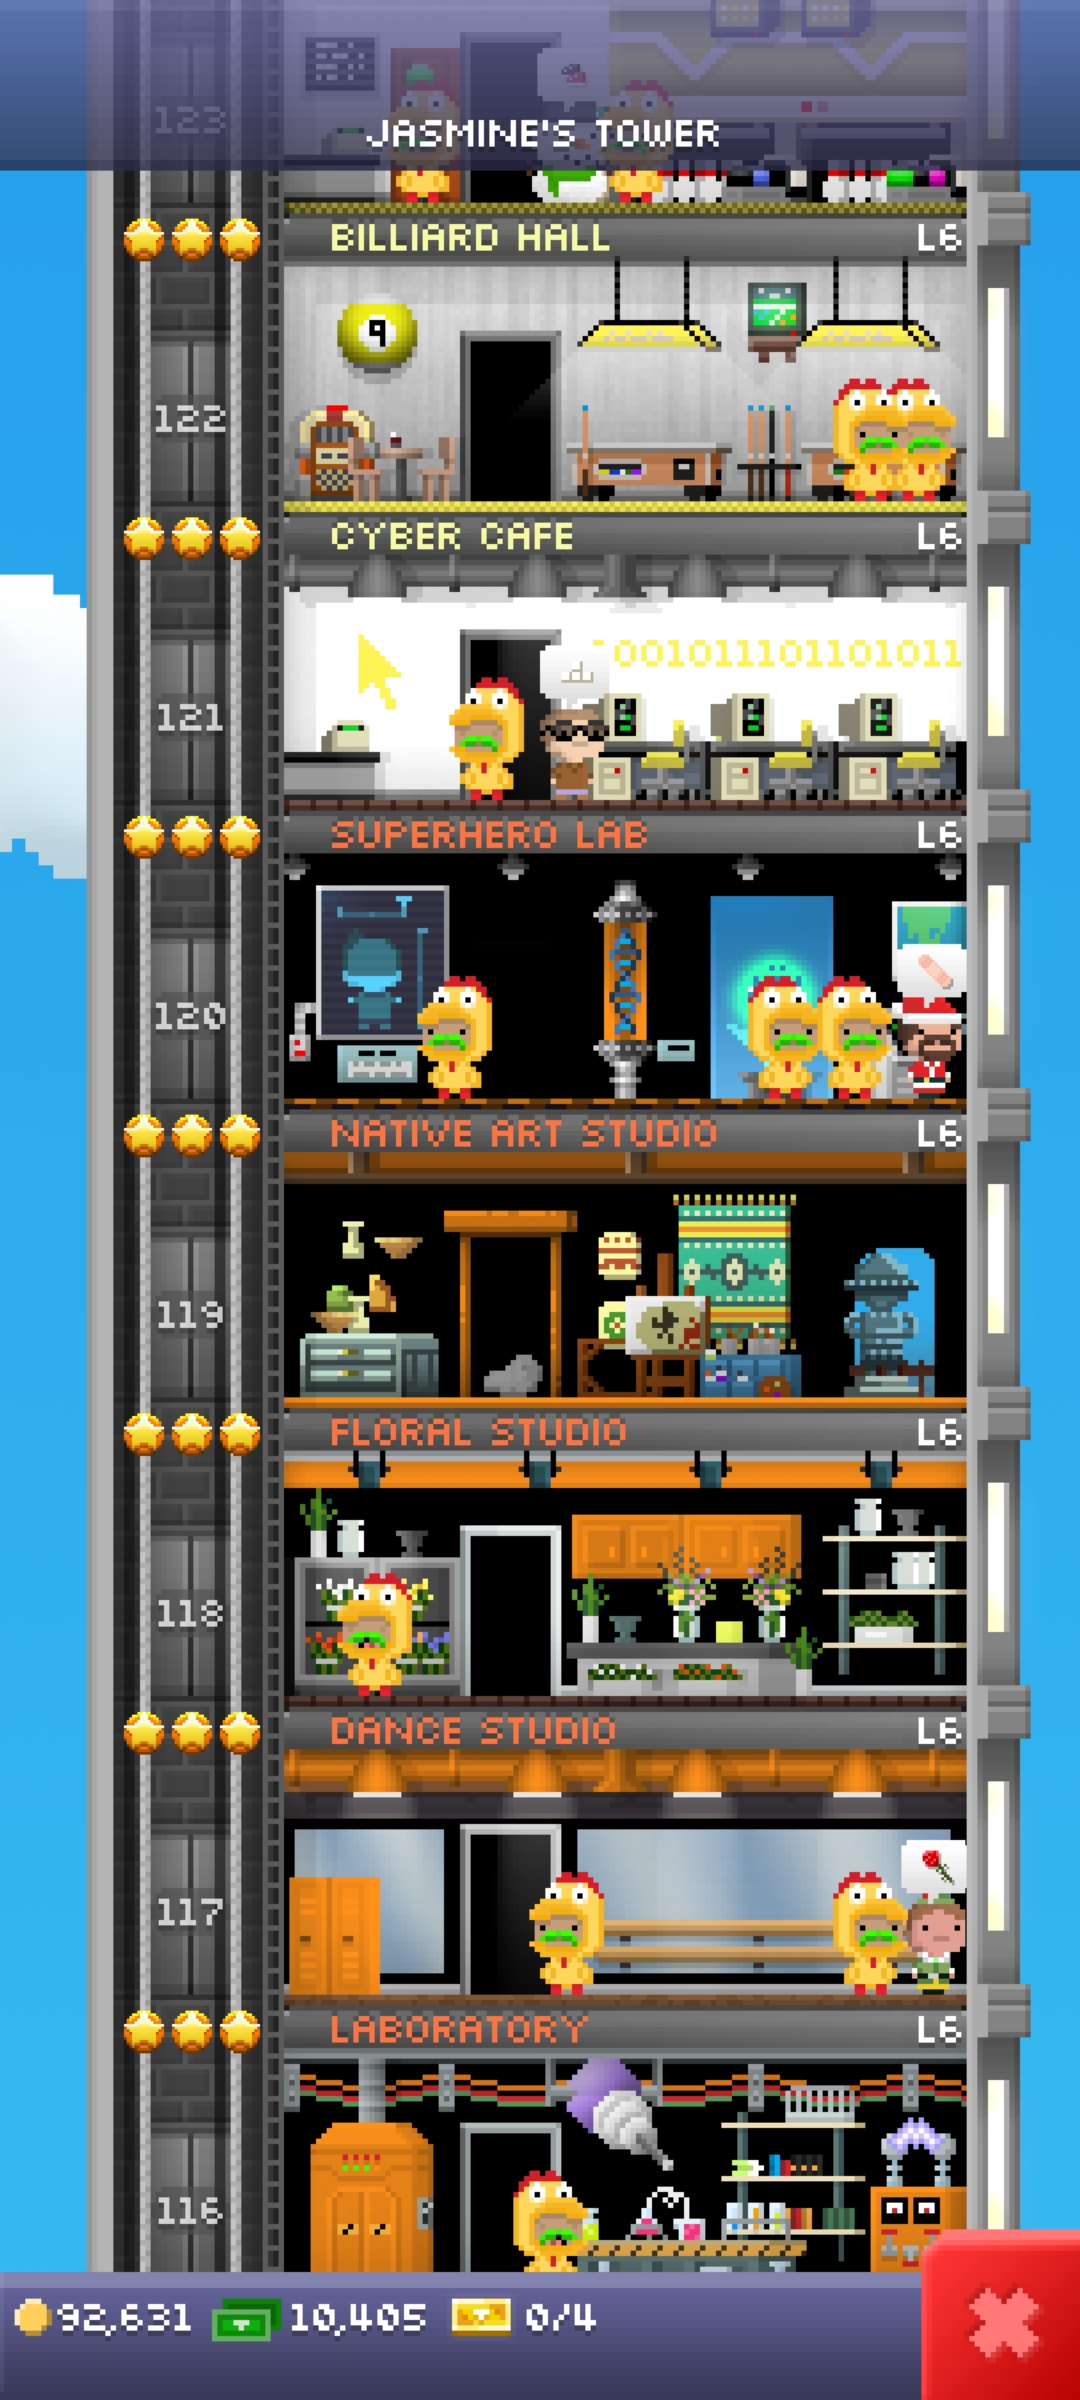 123
JASMINE'S TOWER
BILLIARD HALL L6
9
122
CYBER CAFE L6
1001011101101011
121
SUPERHERO LAB L6
120
NATIVE ART STUDIO L6
119
FLORAL STUDIO L6
118
DANCE STUDIO L6
117
LABORATORY L6
116
92,631 10,405 0/4